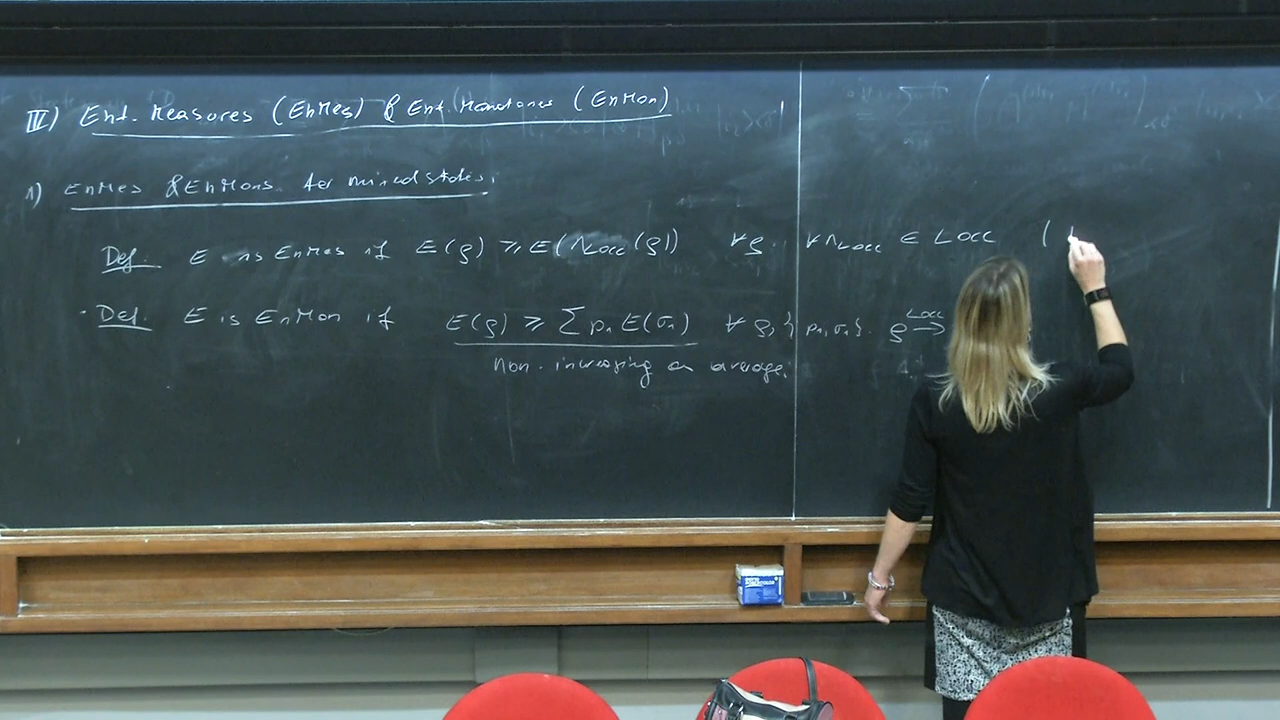 IV) Ent. Measures (EnMes) & Ent. Monotones (EnMon)
1) EnMes & EnMons for mixed states.
Def. E is EnMes if E(ρ) ≥ E(Λ_LOCC(ρ)) ∀ρ. ∀Λ_LOCC ∈ LOCC (
· Def. E is EnMon if E(ρ) ≥ ∑ p_n E(σ_n) ∀ ρ, { p_n, σ_n}. ρ →^LOCC
non-increasing on average.